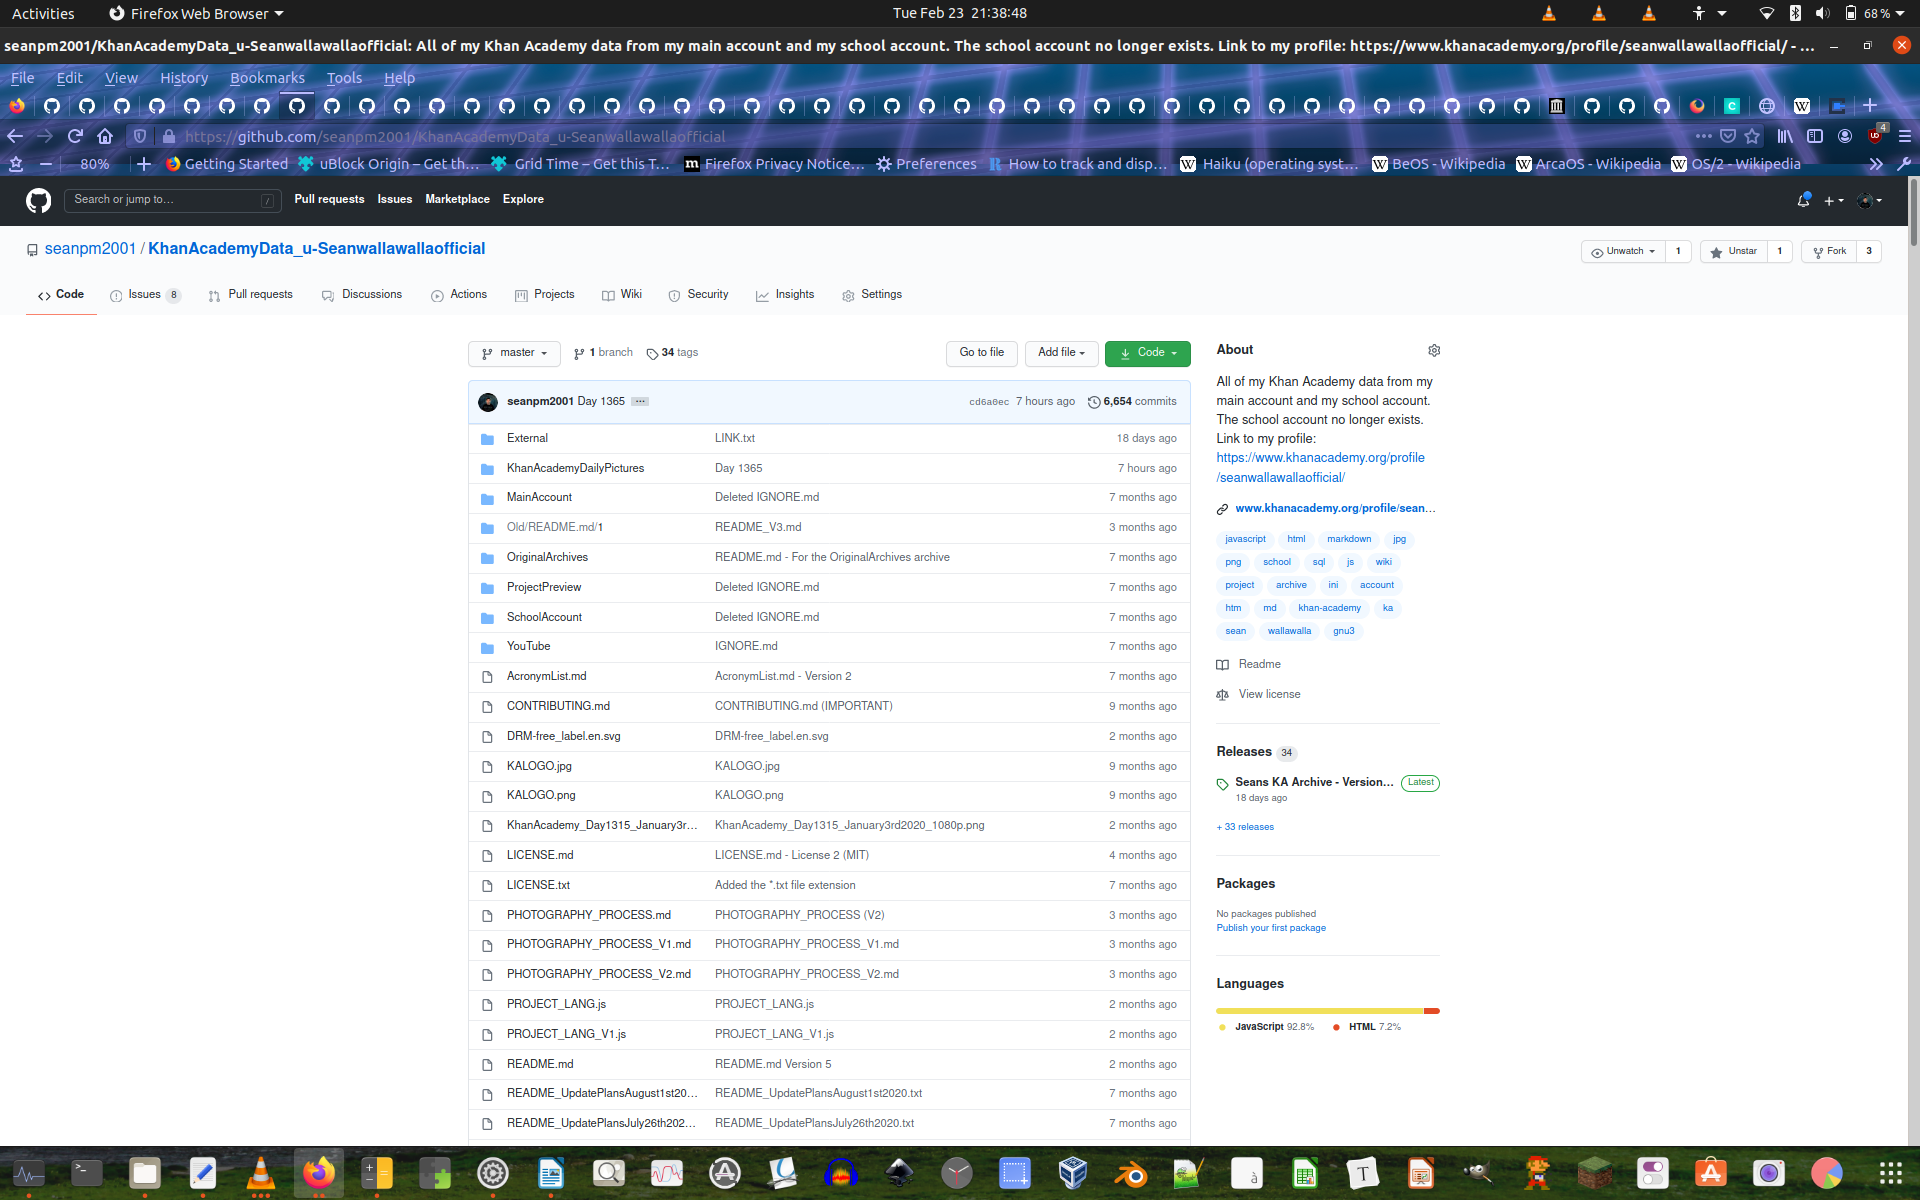 Activities
Firefox Web Browser
Tue Feb 23 21:38:48
68 %
seanpm2001/KhanAcademyData_u-Seanwallawallaofficial: All of my Khan Academy data from my main account and my school account. The school account no longer exists. Link to my profile: https://www.khanacademy.org/profile/seanwallawallaofficial/ - ...
File Edit View History Bookmarks Tools Help
https://github.com/seanpm2001/KhanAcademyData_u-Seanwallawallaofficial
4
80%
Getting Started
uBlock Origin – Get th…
Grid Time – Get this T…
Firefox Privacy Notice…
Preferences
How to track and disp…
Haiku (operating syst…
BeOS - Wikipedia
ArcaOS - Wikipedia
OS/2 - Wikipedia
Search or jump to…
/
Pull requests Issues Marketplace Explore
seanpm2001 / KhanAcademyData_u-Seanwallawallaofficial
Unwatch 1
Unstar 1
Fork 3
Code
Issues 8
Pull requests
Discussions
Actions
Projects
Wiki
Security
Insights
Settings
master
1 branch
34 tags
Go to file
Add file
Code
seanpm2001 Day 1365 ...
cd6a0ec 7 hours ago
6,654 commits
External LINK.txt 18 days ago
KhanAcademyDailyPictures Day 1365 7 hours ago
MainAccount Deleted IGNORE.md 7 months ago
Old/README.md/1 README_V3.md 3 months ago
OriginalArchives README.md - For the OriginalArchives archive 7 months ago
ProjectPreview Deleted IGNORE.md 7 months ago
SchoolAccount Deleted IGNORE.md 7 months ago
YouTube IGNORE.md 7 months ago
AcronymList.md AcronymList.md - Version 2 7 months ago
CONTRIBUTING.md CONTRIBUTING.md (IMPORTANT) 9 months ago
DRM-free_label.en.svg DRM-free_label.en.svg 2 months ago
KALOGO.jpg KALOGO.jpg 9 months ago
KALOGO.png KALOGO.png 9 months ago
KhanAcademy_Day1315_January3r… KhanAcademy_Day1315_January3rd2020_1080p.png 2 months ago
LICENSE.md LICENSE.md - License 2 (MIT) 4 months ago
LICENSE.txt Added the *.txt file extension 7 months ago
PHOTOGRAPHY_PROCESS.md PHOTOGRAPHY_PROCESS (V2) 3 months ago
PHOTOGRAPHY_PROCESS_V1.md PHOTOGRAPHY_PROCESS_V1.md 3 months ago
PHOTOGRAPHY_PROCESS_V2.md PHOTOGRAPHY_PROCESS_V2.md 3 months ago
PROJECT_LANG.js PROJECT_LANG.js 2 months ago
PROJECT_LANG_V1.js PROJECT_LANG_V1.js 2 months ago
README.md README.md Version 5 2 months ago
README_UpdatePlansAugust1st20… README_UpdatePlansAugust1st2020.txt 7 months ago
README_UpdatePlansJuly26th202… README_UpdatePlansJuly26th2020.txt 7 months ago
About
All of my Khan Academy data from my
main account and my school account.
The school account no longer exists.
Link to my profile:
https://www.khanacademy.org/profile
/seanwallawallaofficial/
www.khanacademy.org/profile/sean…
javascript html markdown jpg
png school sql js wiki
project archive ini account
htm md khan-academy ka
sean wallawalla gnu3
Readme
View license
Releases 34
Seans KA Archive - Version… Latest
18 days ago
+ 33 releases
Packages
No packages published
Publish your first package
Languages
JavaScript 92.8%
HTML 7.2%